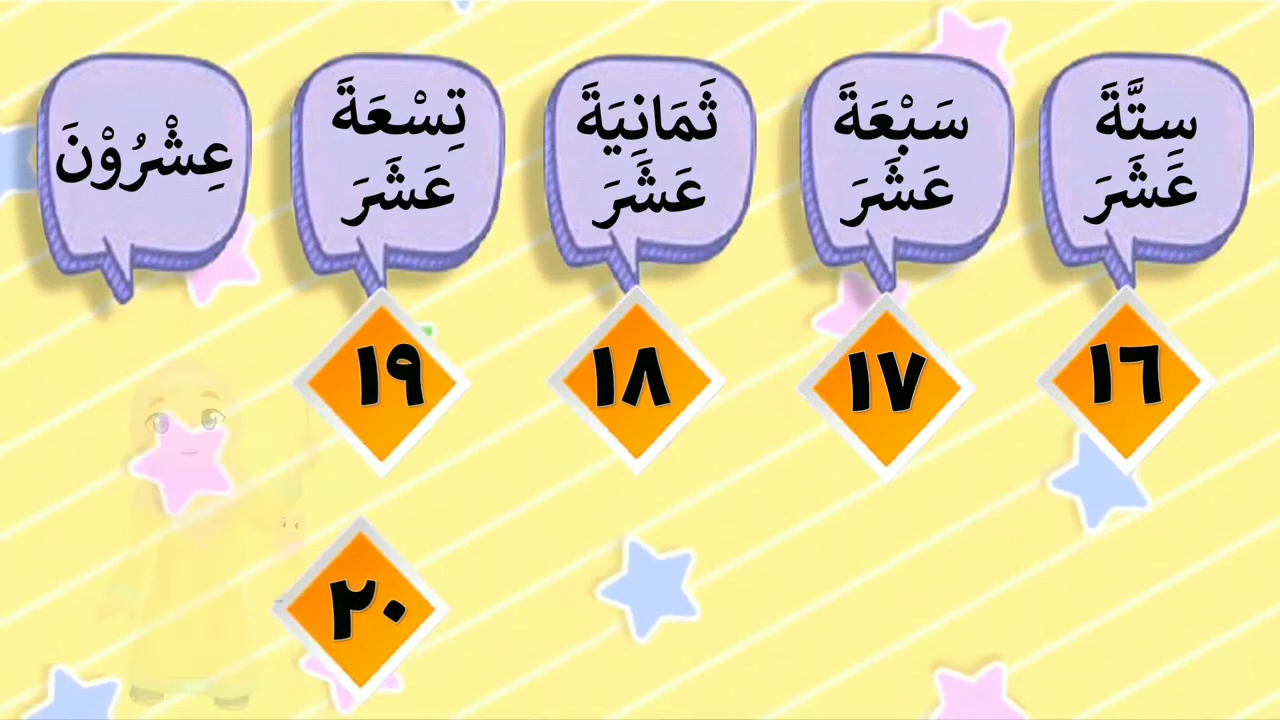 سِتَّةَ
عَشَرَ
سَبْعَةَ
عَشَرَ
ثَمَانِيَةَ
عَشَرَ
تِسْعَةَ
عَشَرَ
عِشْرُوْنَ
١٦
١٧
١٨
١٩
٢٠